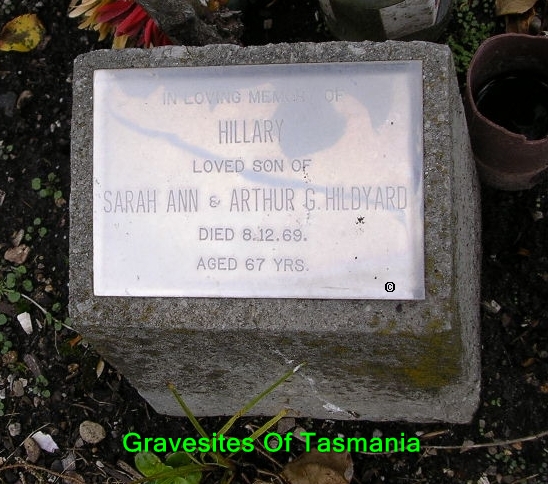 IN LOVING MEMORY OF
HILLARY
LOVED SON OF
SARAH ANN & ARTHUR G. HILDYARD
DIED 8.12.69.
AGED 67 YRS.
©
Gravesites Of Tasmania